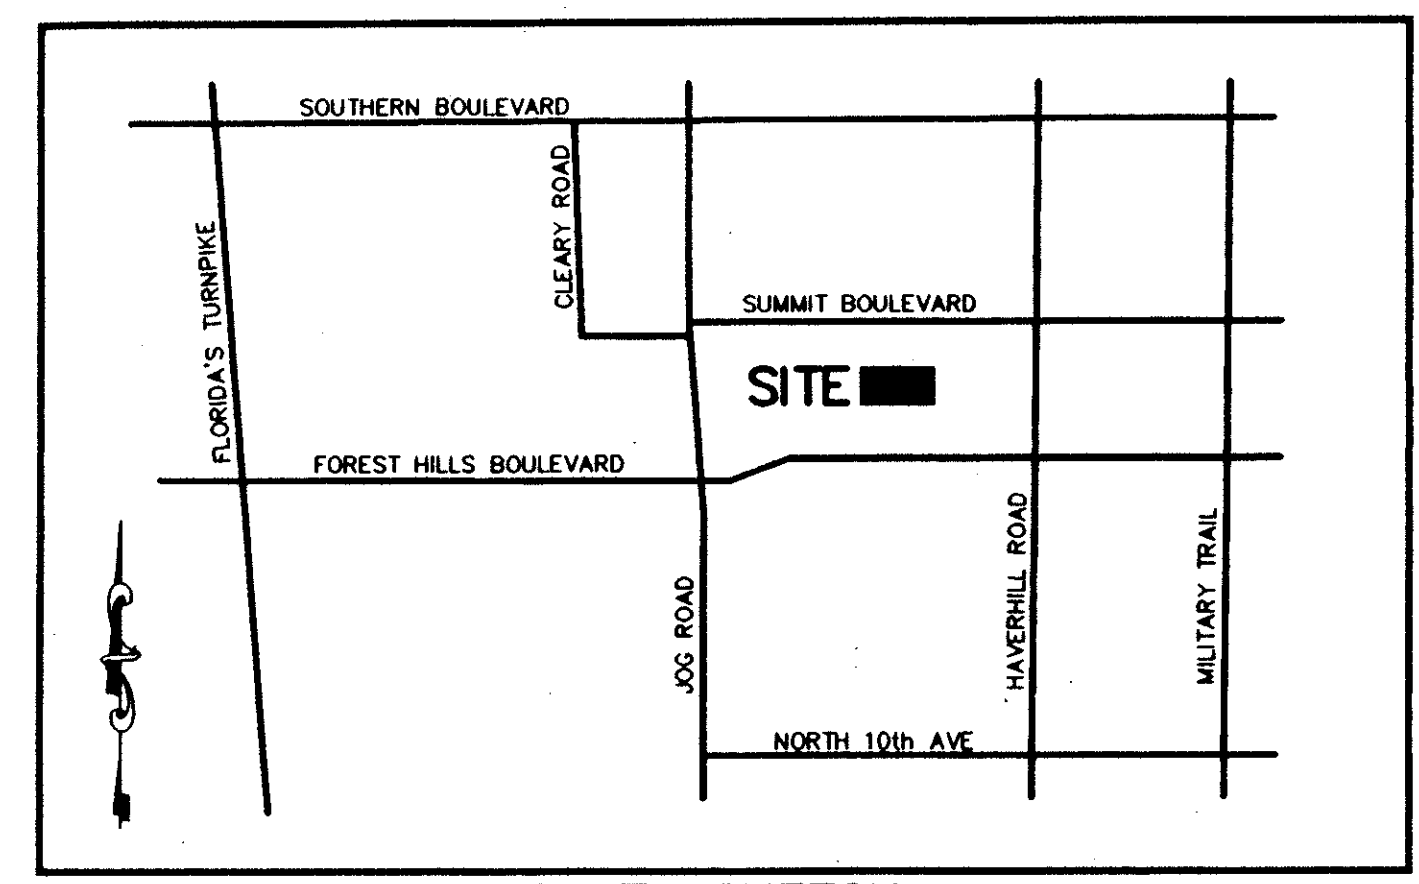 SOUTHERN BOULEVARD
CLEARY ROAD
FLORIDA'S TURNPIKE
SUMMIT BOULEVARD
SITE
FOREST HILLS BOULEVARD
JOG ROAD
HAVERHILL ROAD
MILITARY TRAIL
NORTH 10th AVE